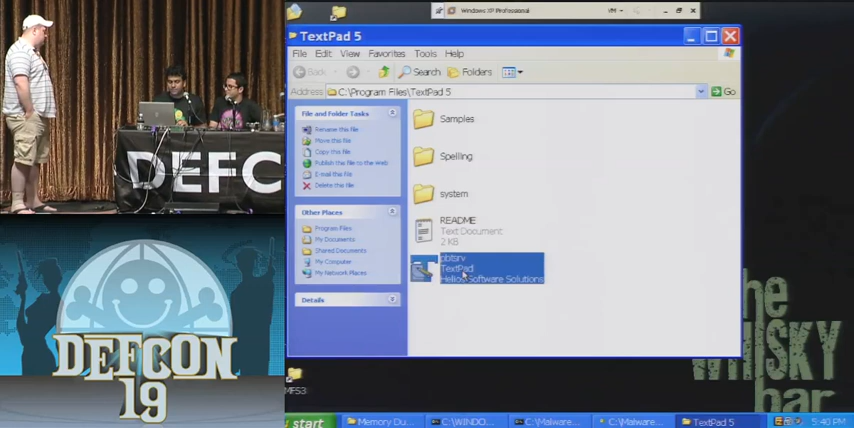 Windows XP Professional
VM
TextPad 5
File Edit View Favorites Tools Help
Back Search Folders
Address C:\Program Files\TextPad 5 Go
File and Folder Tasks
Rename this file
Move this file
Copy this file
Publish this file to the Web
E-mail this file
Delete this file
Other Places
Program Files
My Documents
Shared Documents
My Computer
My Network Places
Details
Samples
Spelling
system
README
Text Document
2 KB
TextPad
Helios Software Solutions
DEFC
DEFCON
19
the
WHISKY
bar
start
Memory Du...
C:\WINDO...
C:\Malware...
C:\Malware...
TextPad 5
5:40 PM